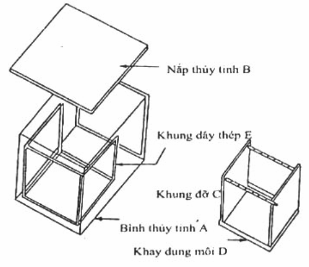 Nắp thủy tinh B
Khung dây thép E
Khung đỡ C
Bình thủy tinh A
Khay dung môi D